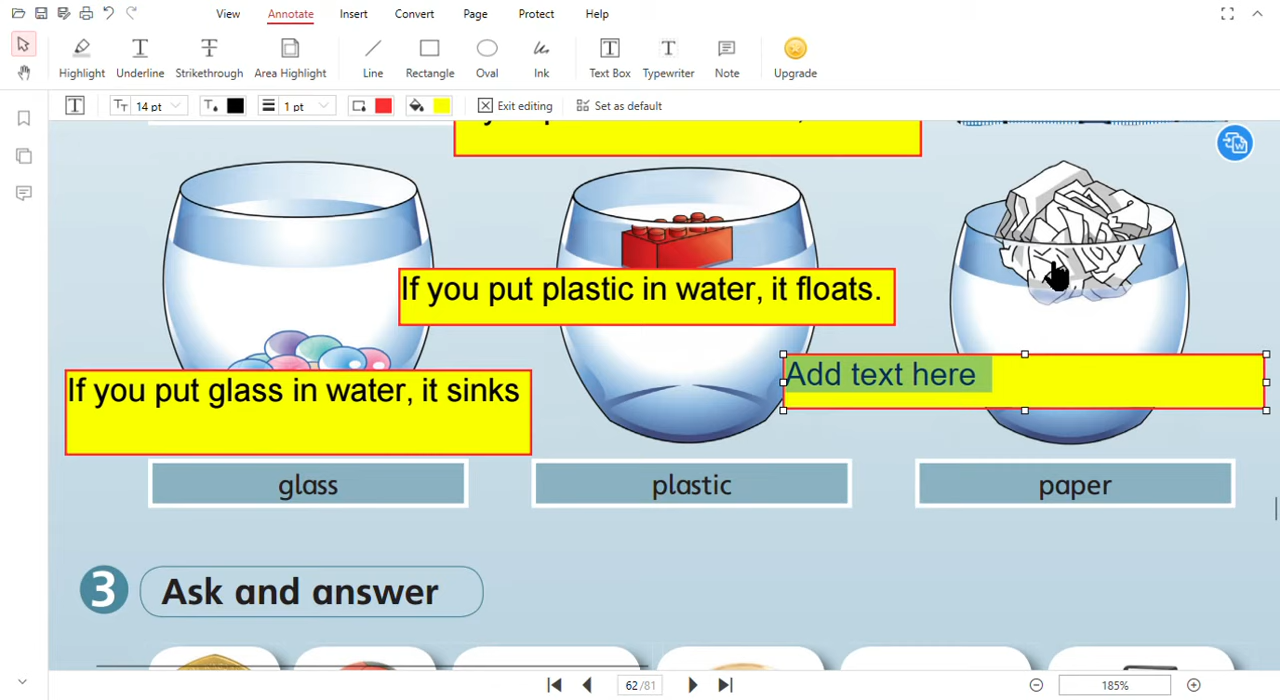 View Annotate Insert Convert Page Protect Help
Highlight Underline Strikethrough Area Highlight Line Rectangle Oval Ink Text Box Typewriter Note Upgrade
14 pt 1 pt Exit editing Set as default
If you put plastic in water, it floats.
Add text here
If you put glass in water, it sinks
glass plastic paper
3 Ask and answer
62 /81 185%